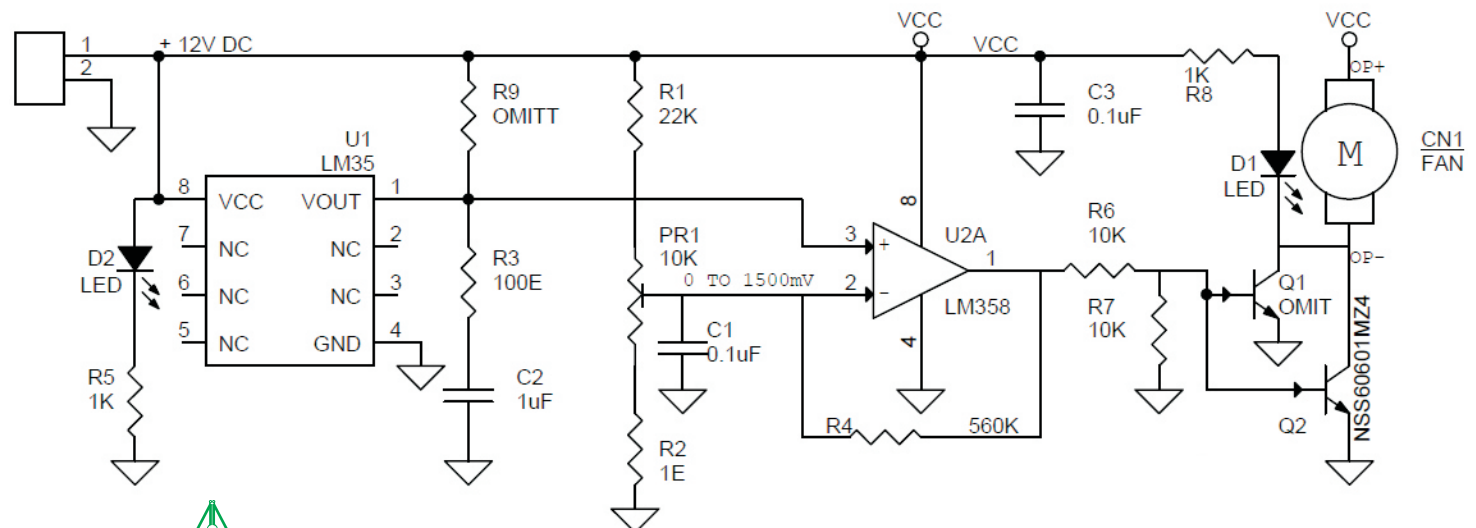 1
2
+ 12V DC
VCC
VCC
VCC
OP+
M
CN1
FAN
OP-
R9
OMITT
R1
22K
C3
0.1uF
1K
R8
D1
LED
U1
LM35
8
VCC
VOUT
1
7
NC
NC
2
6
NC
NC
3
5
NC
GND
4
D2
LED
R5
1K
R3
100E
C2
1uF
PR1
10K
0 TO 1500mV
C1
0.1uF
R2
1E
3
+
2
-
8
4
1
U2A
LM358
R4
560K
R6
10K
R7
10K
Q1
OMIT
Q2
NSS60601MZ4